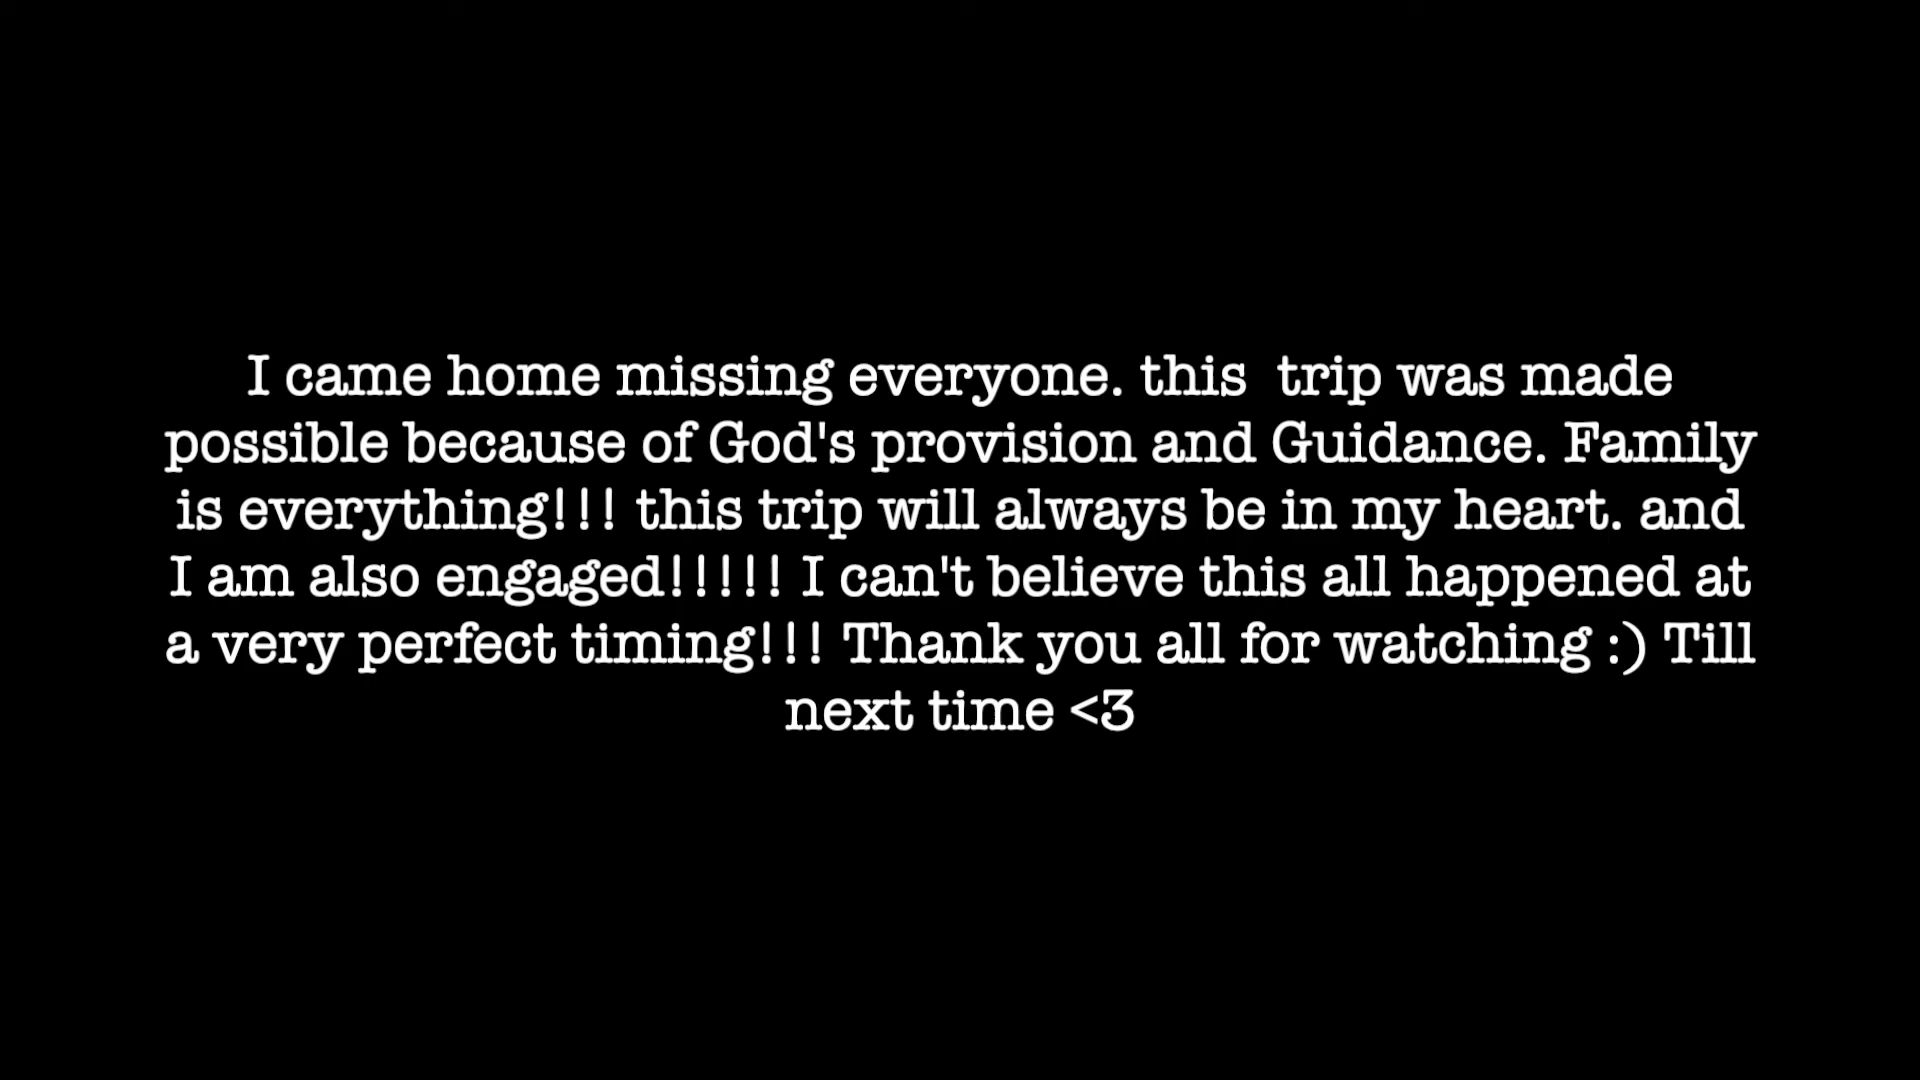 I came home missing everyone. this  trip was made
possible because of God's provision and Guidance. Family
is everything!!! this trip will always be in my heart. and
I am also engaged!!!!! I can't believe this all happened at
a very perfect timing!!! Thank you all for watching :) Till
next time <3